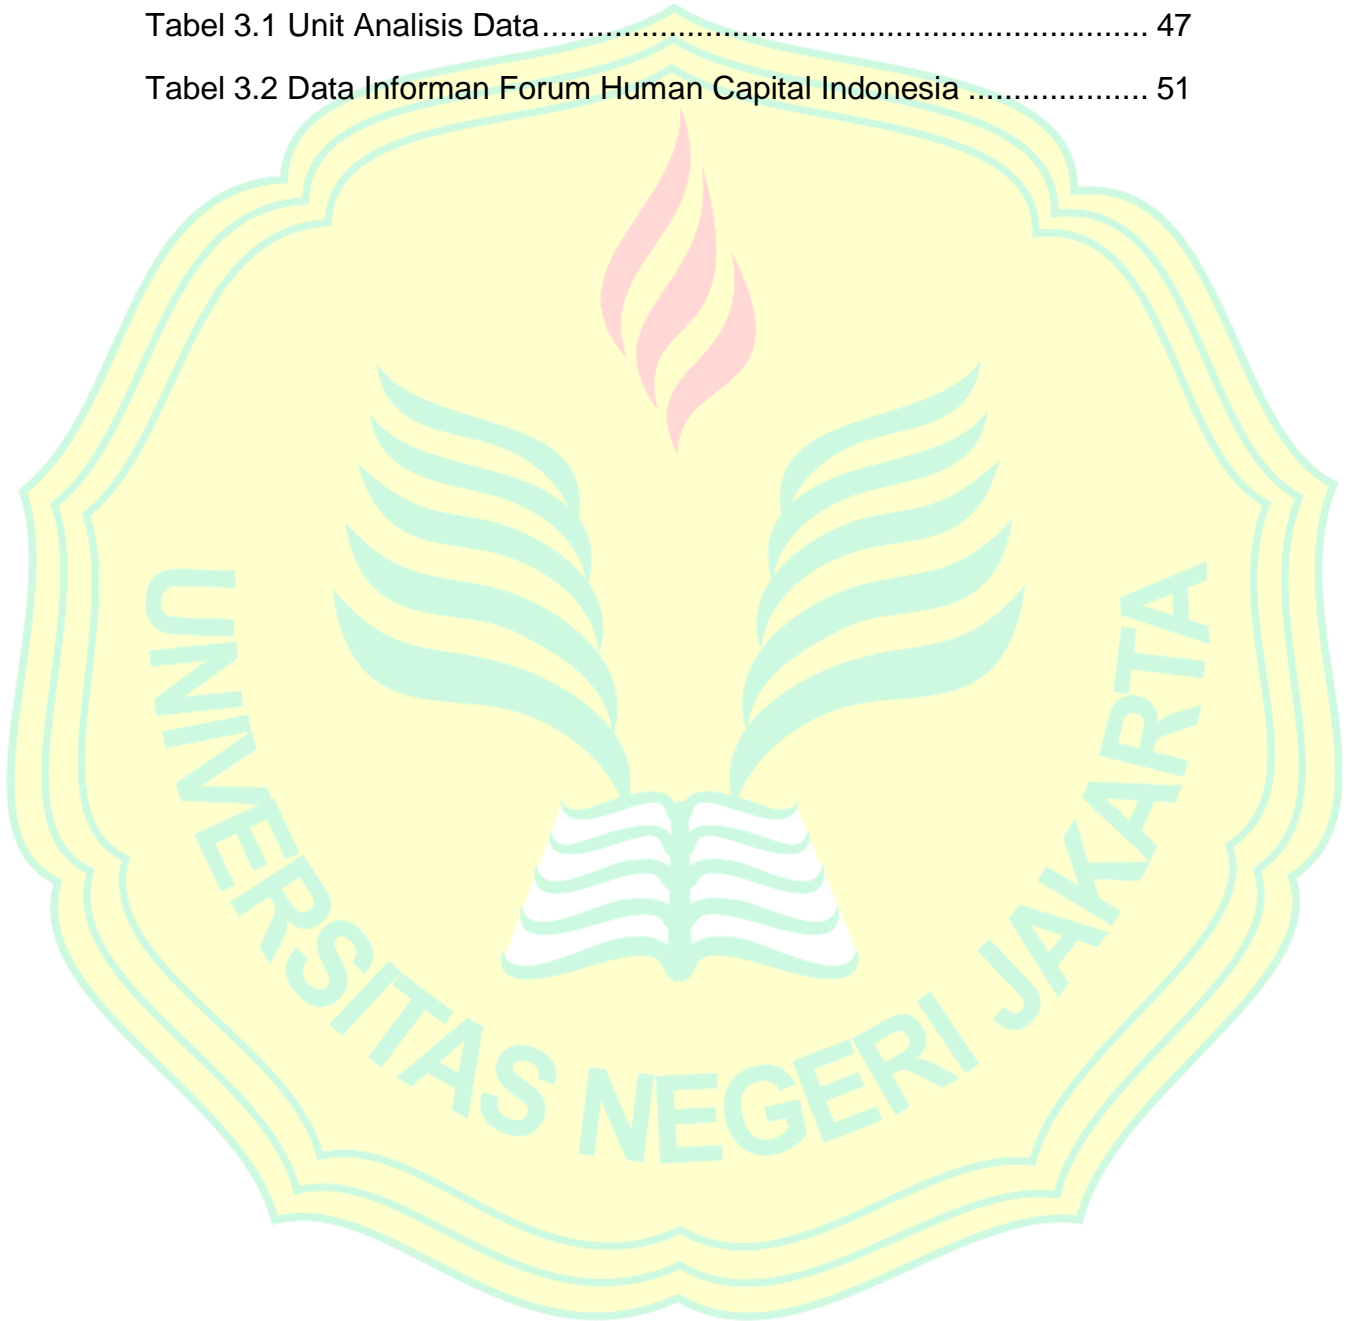 Tabel 3.1 Unit Analisis Data.................................................................. 47
Tabel 3.2 Data Informan Forum Human Capital Indonesia .................... 51
UNIVERSITAS NEGERI JAKARTA